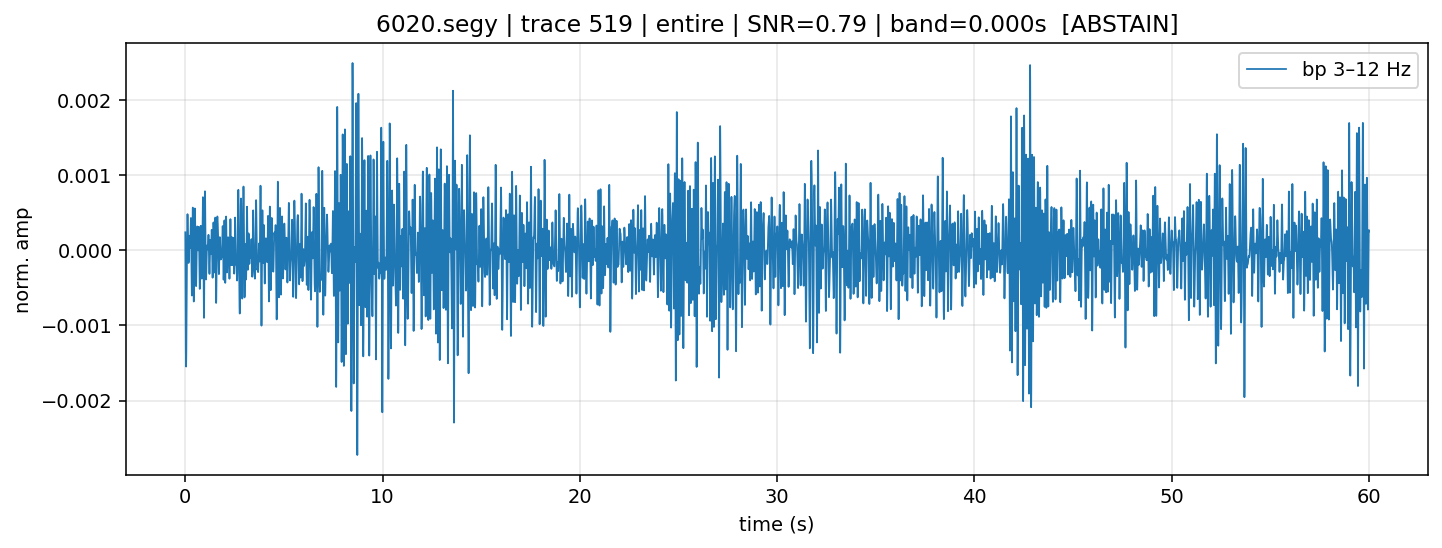 6020.segy | trace 519 | entire | SNR=0.79 | band=0.000s  [ABSTAIN]
bp 3–12 Hz
norm. amp
0.002
0.001
0.000
−0.001
−0.002
0 10 20 30 40 50 60
time (s)